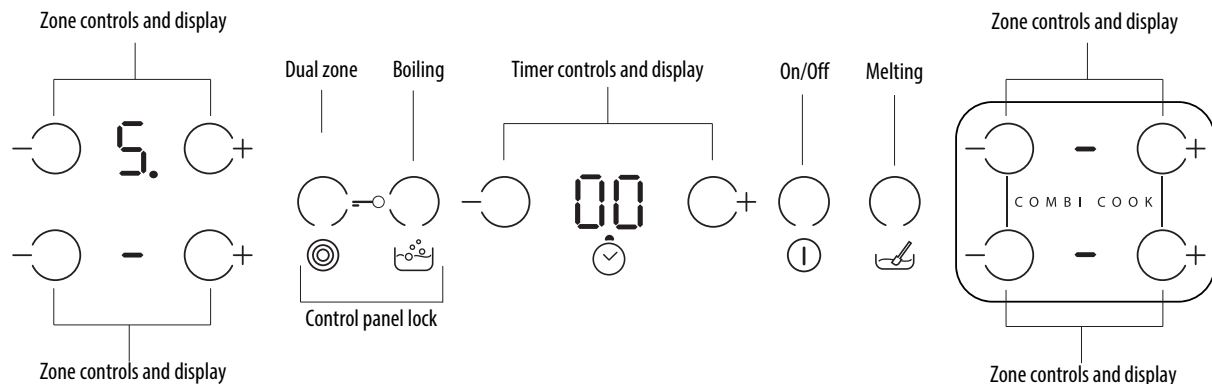 Zone controls and display
Dual zone
Boiling
Timer controls and display
On/Off
Melting
Zone controls and display
5.
00
COMBI COOK
Control panel lock
Zone controls and display
Zone controls and display